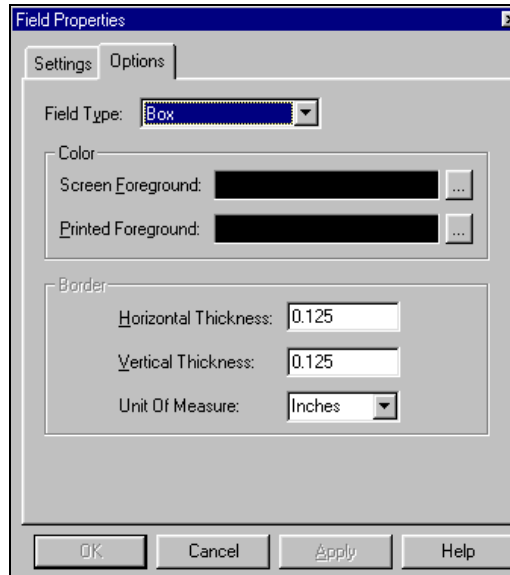 Field Properties
Settings Options
Field Type: Box
Color
Screen Foreground: ...
Printed Foreground: ...
Border
Horizontal Thickness: 0.125
Vertical Thickness: 0.125
Unit Of Measure: Inches
OK Cancel Apply Help